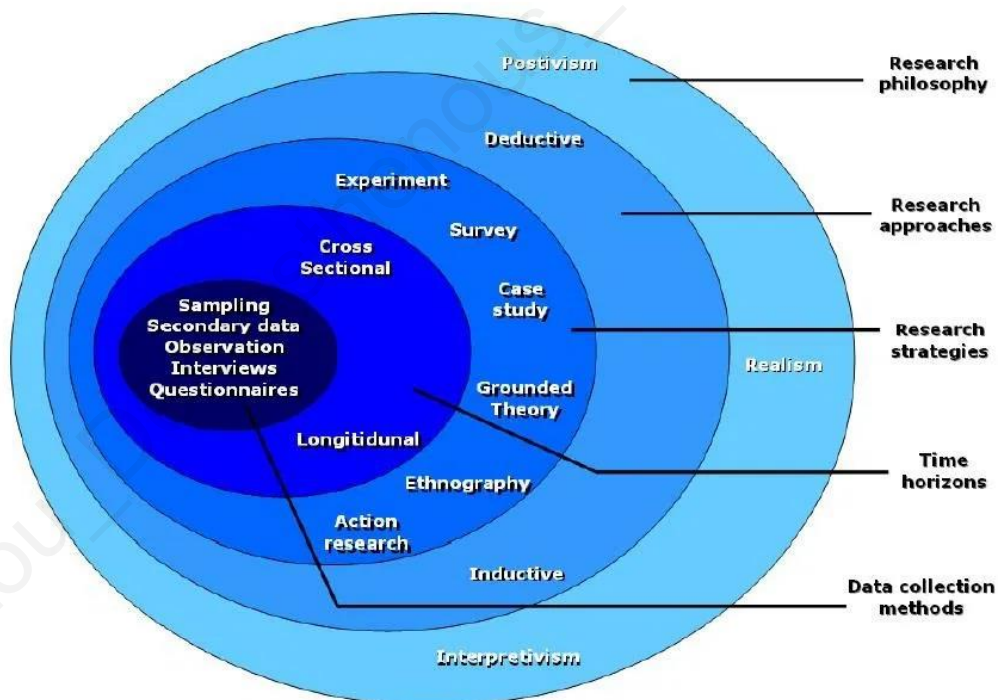 Postivism
Research
philosophy
Deductive
Experiment
Research
approaches
Survey
Cross
Sectional
Case
study
Sampling
Secondary data
Observation
Interviews
Questionnaires
Research
strategies
Realism
Grounded
Theory
Longitidunal
Time
horizons
Ethnography
Action
research
Inductive
Data collection
methods
Interpretivism